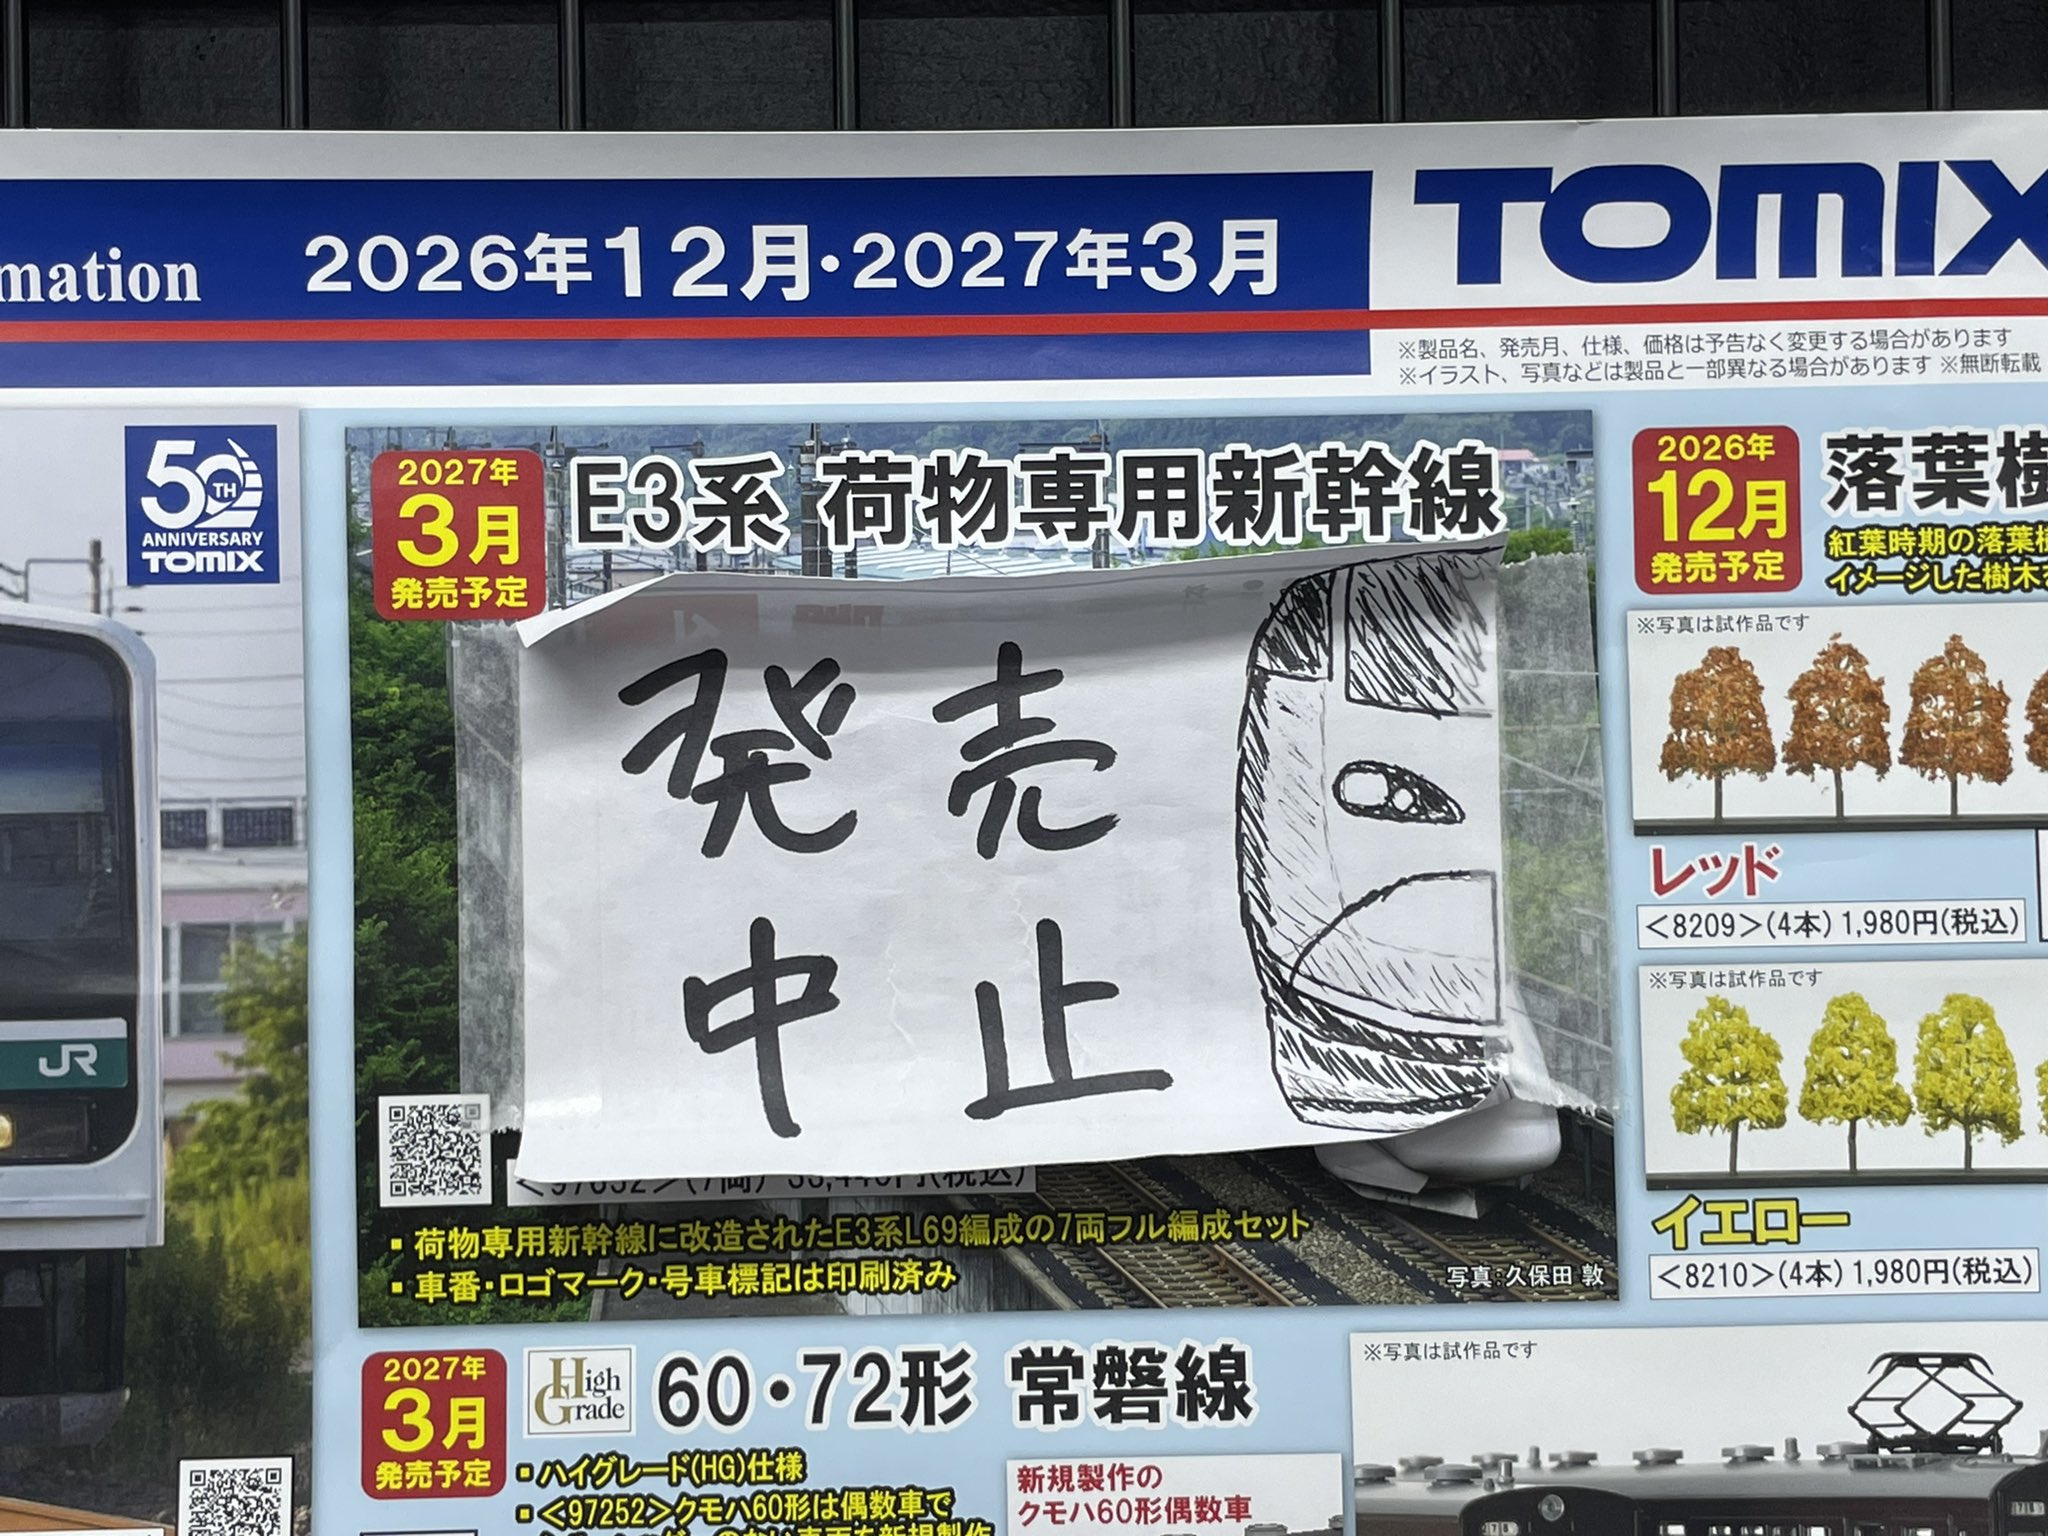 mation 2026年12月・2027年3月
TOMIX
※製品名、発売月、仕様、価格は予告なく変更する場合があります
※イラスト、写真などは製品と一部異なる場合があります ※無断転載
50TH
ANNIVERSARY
TOMIX
JR
2027年
3月
発売予定
E3系 荷物専用新幹線
発売
中止
(税込)
▪荷物専用新幹線に改造されたE3系L69編成の7両フル編成セット
▪車番・ロゴマーク・号車標記は印刷済み
写真:久保田 敦
2026年
12月
発売予定
落葉樹
紅葉時期の落葉樹
イメージした樹木
※写真は試作品です
レッド
<8209>(4本)1,980円(税込)
※写真は試作品です
イエロー
<8210>(4本)1,980円(税込)
2027年
3月
発売予定
High
Grade
60・72形 常磐線
▪ハイグレード(HG)仕様
▪<97252>クモハ60形は偶数車で
新規製作の
クモハ60形偶数車
※写真は試作品です